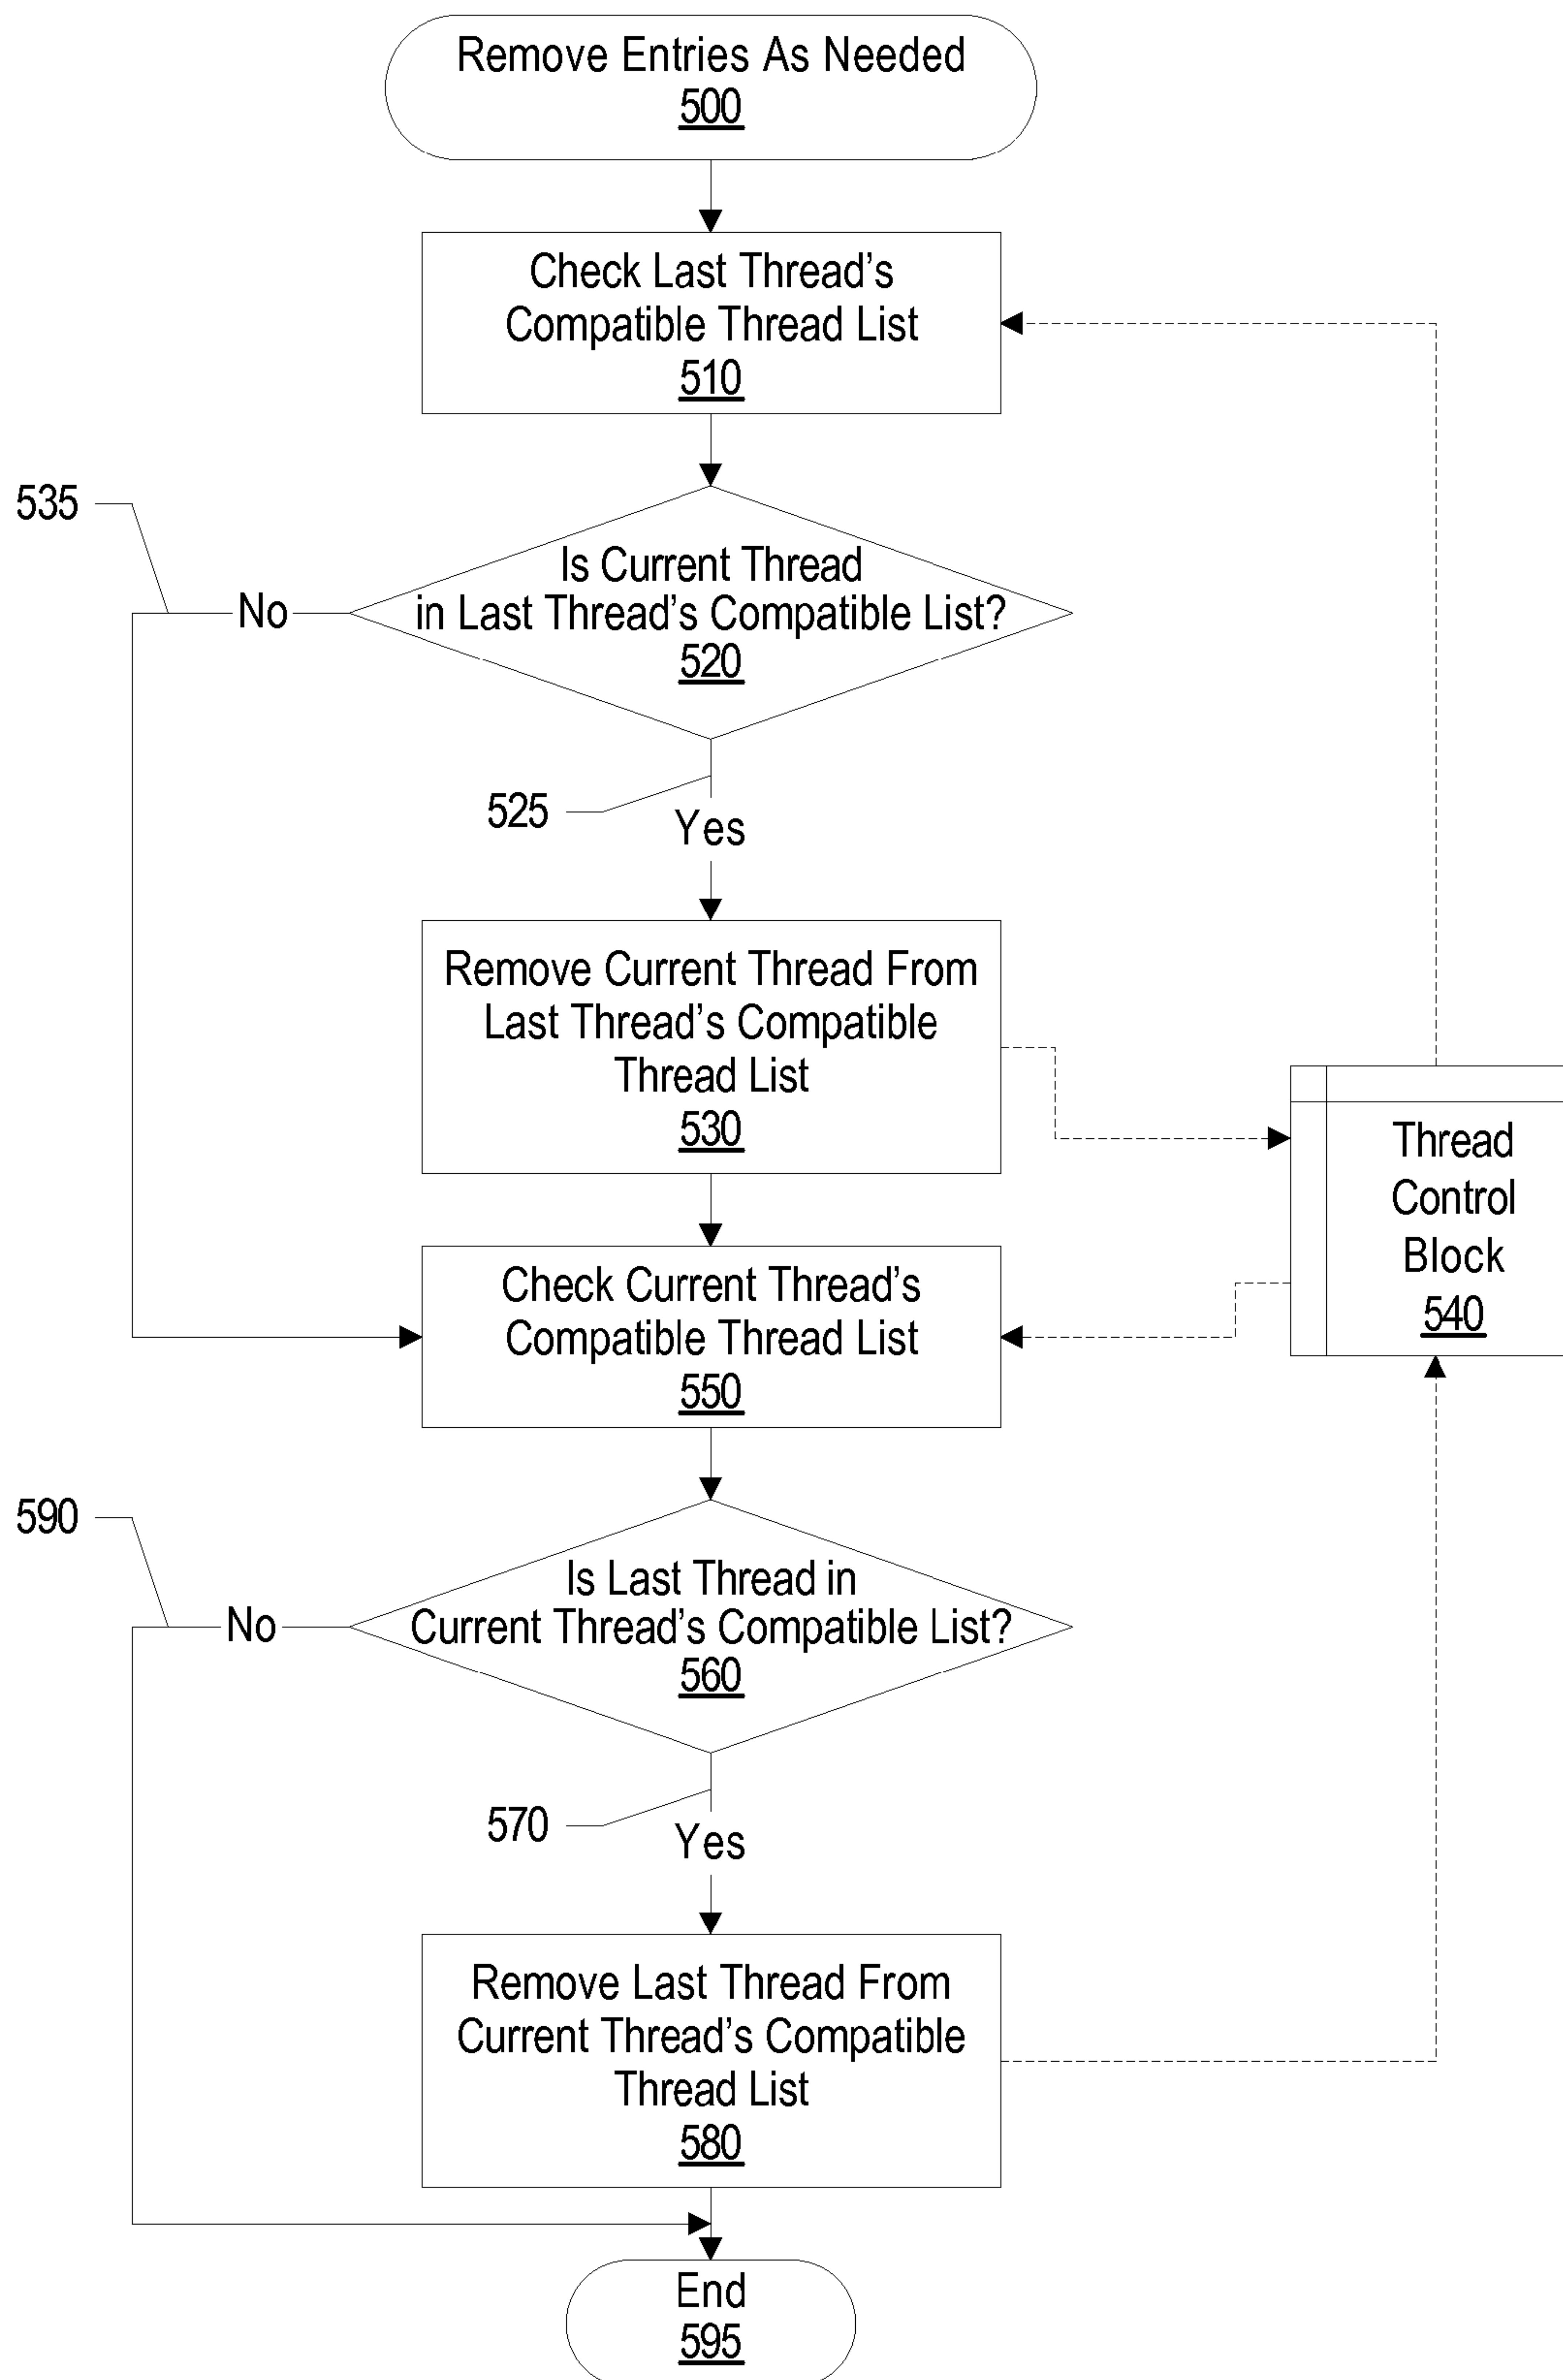 Remove Entries As Needed
500
Check Last Thread's
Compatible Thread List
510
535
Is Current Thread
in Last Thread's Compatible List?
520
No
525
Yes
Remove Current Thread From
Last Thread's Compatible
Thread List
530
Thread
Control
Block
540
Check Current Thread's
Compatible Thread List
550
590
Is Last Thread in
Current Thread's Compatible List?
560
No
570
Yes
Remove Last Thread From
Current Thread's Compatible
Thread List
580
End
595